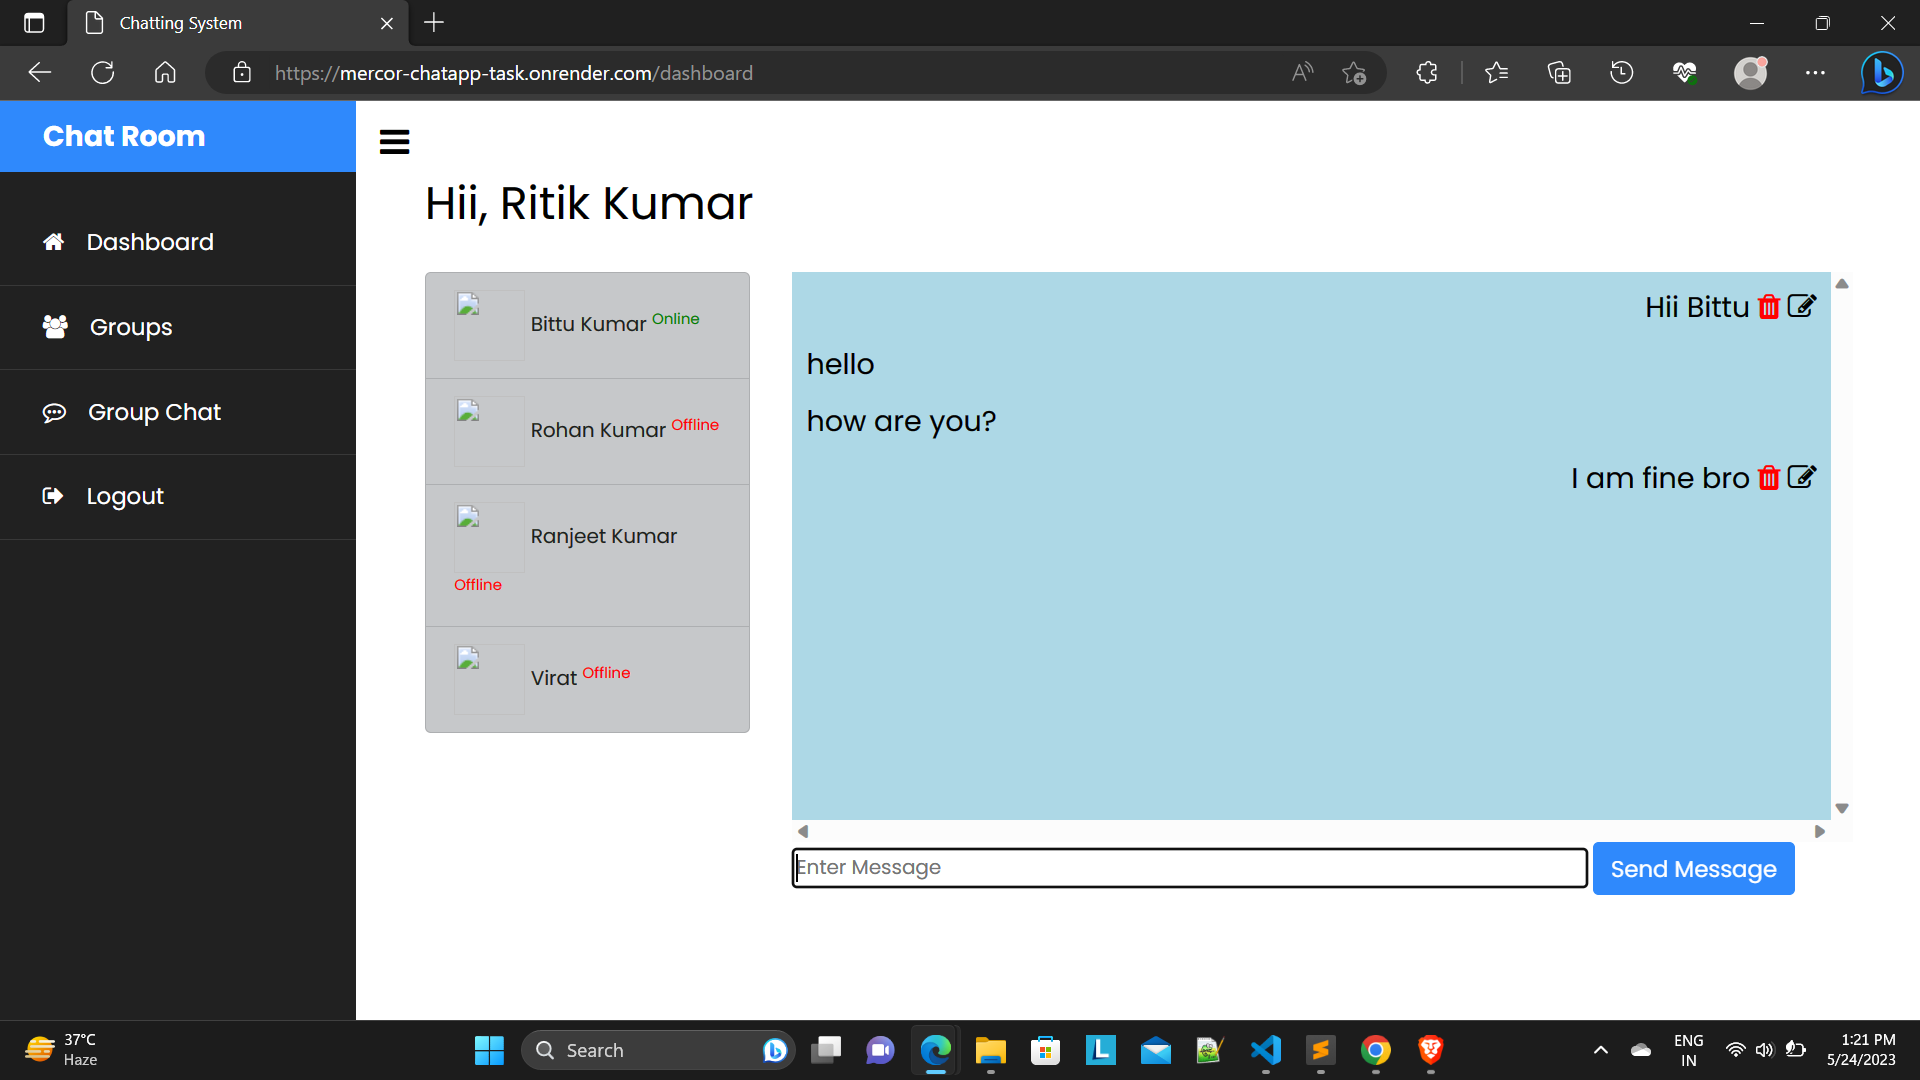 Chatting System
https://mercor-chatapp-task.onrender.com/dashboard
Chat Room
Dashboard
Groups
Group Chat
Logout
Hii, Ritik Kumar
Bittu Kumar Online
Rohan Kumar Offline
Ranjeet Kumar
Offline
Virat Offline
Hii Bittu
hello
how are you?
I am fine bro
Enter Message
Send Message
37°C
Haze
Search
ENG
IN
1:21 PM
5/24/2023